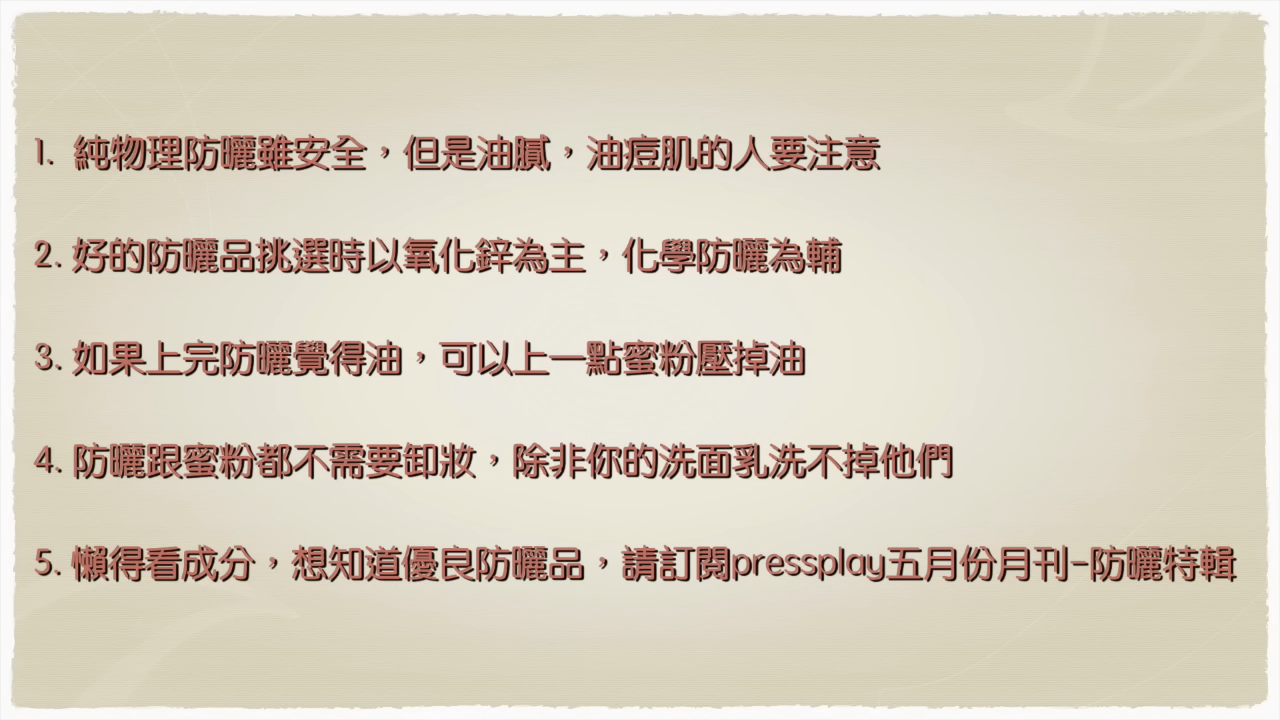 1. 純物理防曬雖安全，但是油膩，油痘肌的人要注意
2. 好的防曬品挑選時以氧化鋅為主，化學防曬為輔
3. 如果上完防曬覺得油，可以上一點蜜粉壓掉油
4. 防曬跟蜜粉都不需要卸妝，除非你的洗面乳洗不掉他們
5. 懶得看成分，想知道優良防曬品，請訂閱pressplay五月份月刊-防曬特輯